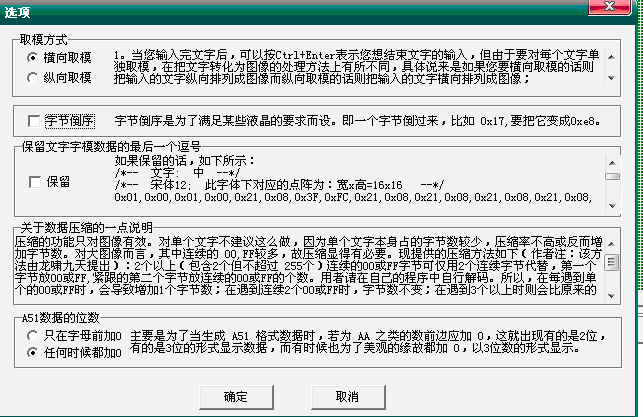 选项
取模方式
横向取模
纵向取模
1。当您输入完文字后，可以按Ctrl+Enter表示您想结束文字的输入，但由于要对每个文字单
独取模，在把文字转化为图像的处理方法上有所不同，具体说来是如果您要横向取模的话则
把输入的文字纵向排列成图像而纵向取模的话则把输入的文字横向排列成图像；
字节倒序
字节倒序是为了满足某些液晶的要求而设。即一个字节倒过来，比如 0x17,要把它变成0xe8。
保留文字字模数据的最后一个逗号
保留
如果保留的话，如下所示：
/*-- 文字： 中 --*/
/*-- 宋体12； 此字体下对应的点阵为：宽x高=16x16 --*/
0x01,0x00,0x01,0x00,0x21,0x08,0x3F,0xFC,0x21,0x08,0x21,0x08,0x21,0x08,0x21,0x08,
关于数据压缩的一点说明
压缩的功能只对图像有效。对单个文字不建议这么做，因为单个文字本身占的字节数较少，压缩率不高或反而增
加字节数。对大图像而言，其中连续的 00,FF较多，故压缩显得有必要。现提供的压缩方法如下（作者注：该方
法由龙啸九天提出）：2个以上（包含2个但不超过 255个）连续的00或FF字节可仅用2个连续字节代替，第一个
字节放00或FF,紧跟的第二个字节放连续的00或FF的个数。用者请在自己的程序中自行解码。所以，在每遇到单
个的00或FF时，会导致增加1个字节数；在遇到连续2个00或FF时，字节数不变；在遇到3个以上时则会比原来的
A51数据的位数
只在字母前加0
任何时候都加0
主要是为了当生成 A51 格式数据时，若为 AA 之类的数前边应加 0，这就出现有的是2位，
有的是3位的形式显示数据，而有时候也为了美观的缘故都加 0，以3位数的形式显示。
确定
取消